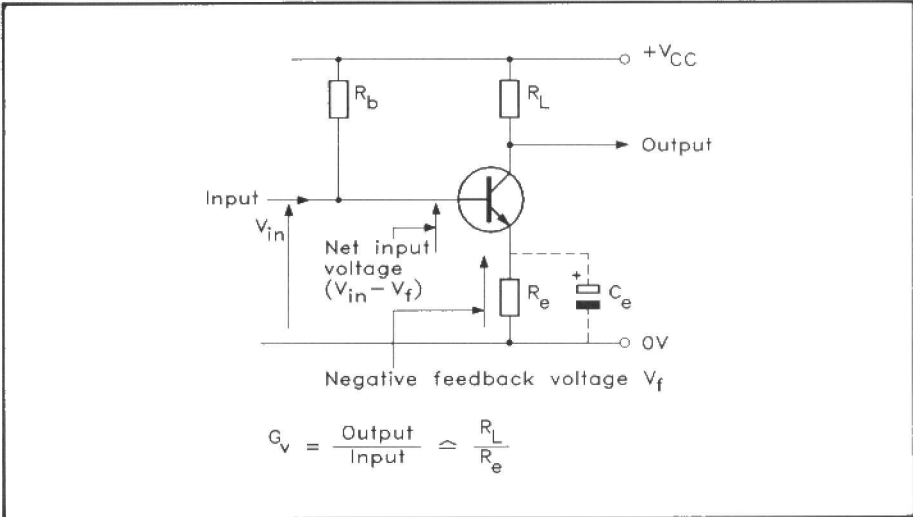 +VCC
Rb
RL
Output
Input
Vin
Net input
voltage
(Vin − Vf)
+
Re
Ce
0V
Negative feedback voltage Vf
Gv = Output / Input ≏ RL / Re